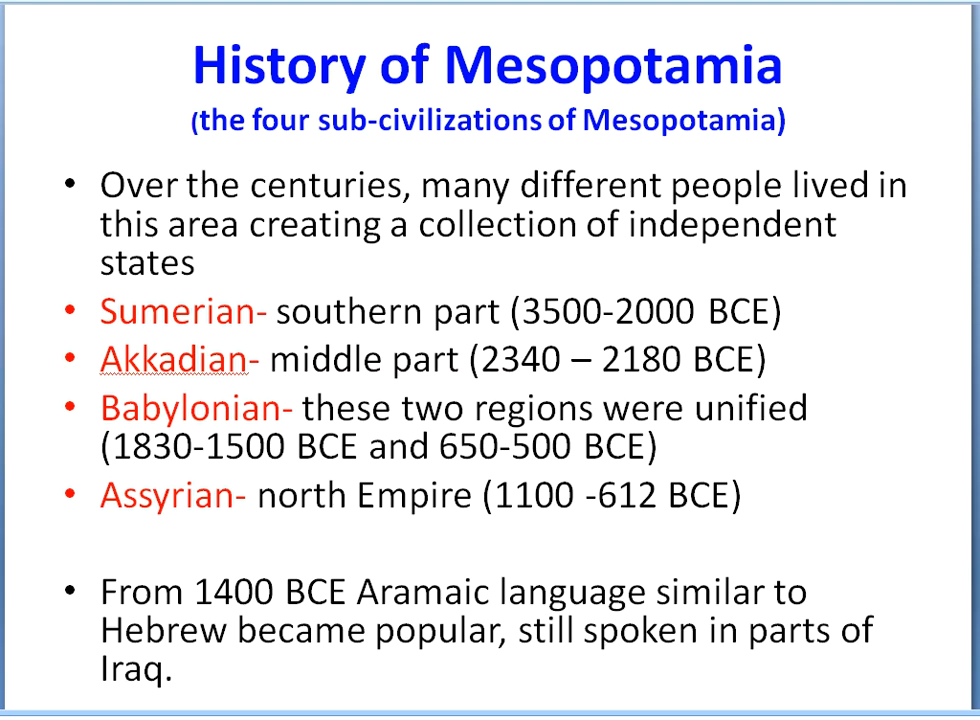 History of Mesopotamia
(the four sub-civilizations of Mesopotamia)
• Over the centuries, many different people lived in
this area creating a collection of independent
states
• Sumerian- southern part (3500-2000 BCE)
• Akkadian- middle part (2340 – 2180 BCE)
• Babylonian- these two regions were unified
(1830-1500 BCE and 650-500 BCE)
• Assyrian- north Empire (1100 -612 BCE)
• From 1400 BCE Aramaic language similar to
Hebrew became popular, still spoken in parts of
Iraq.